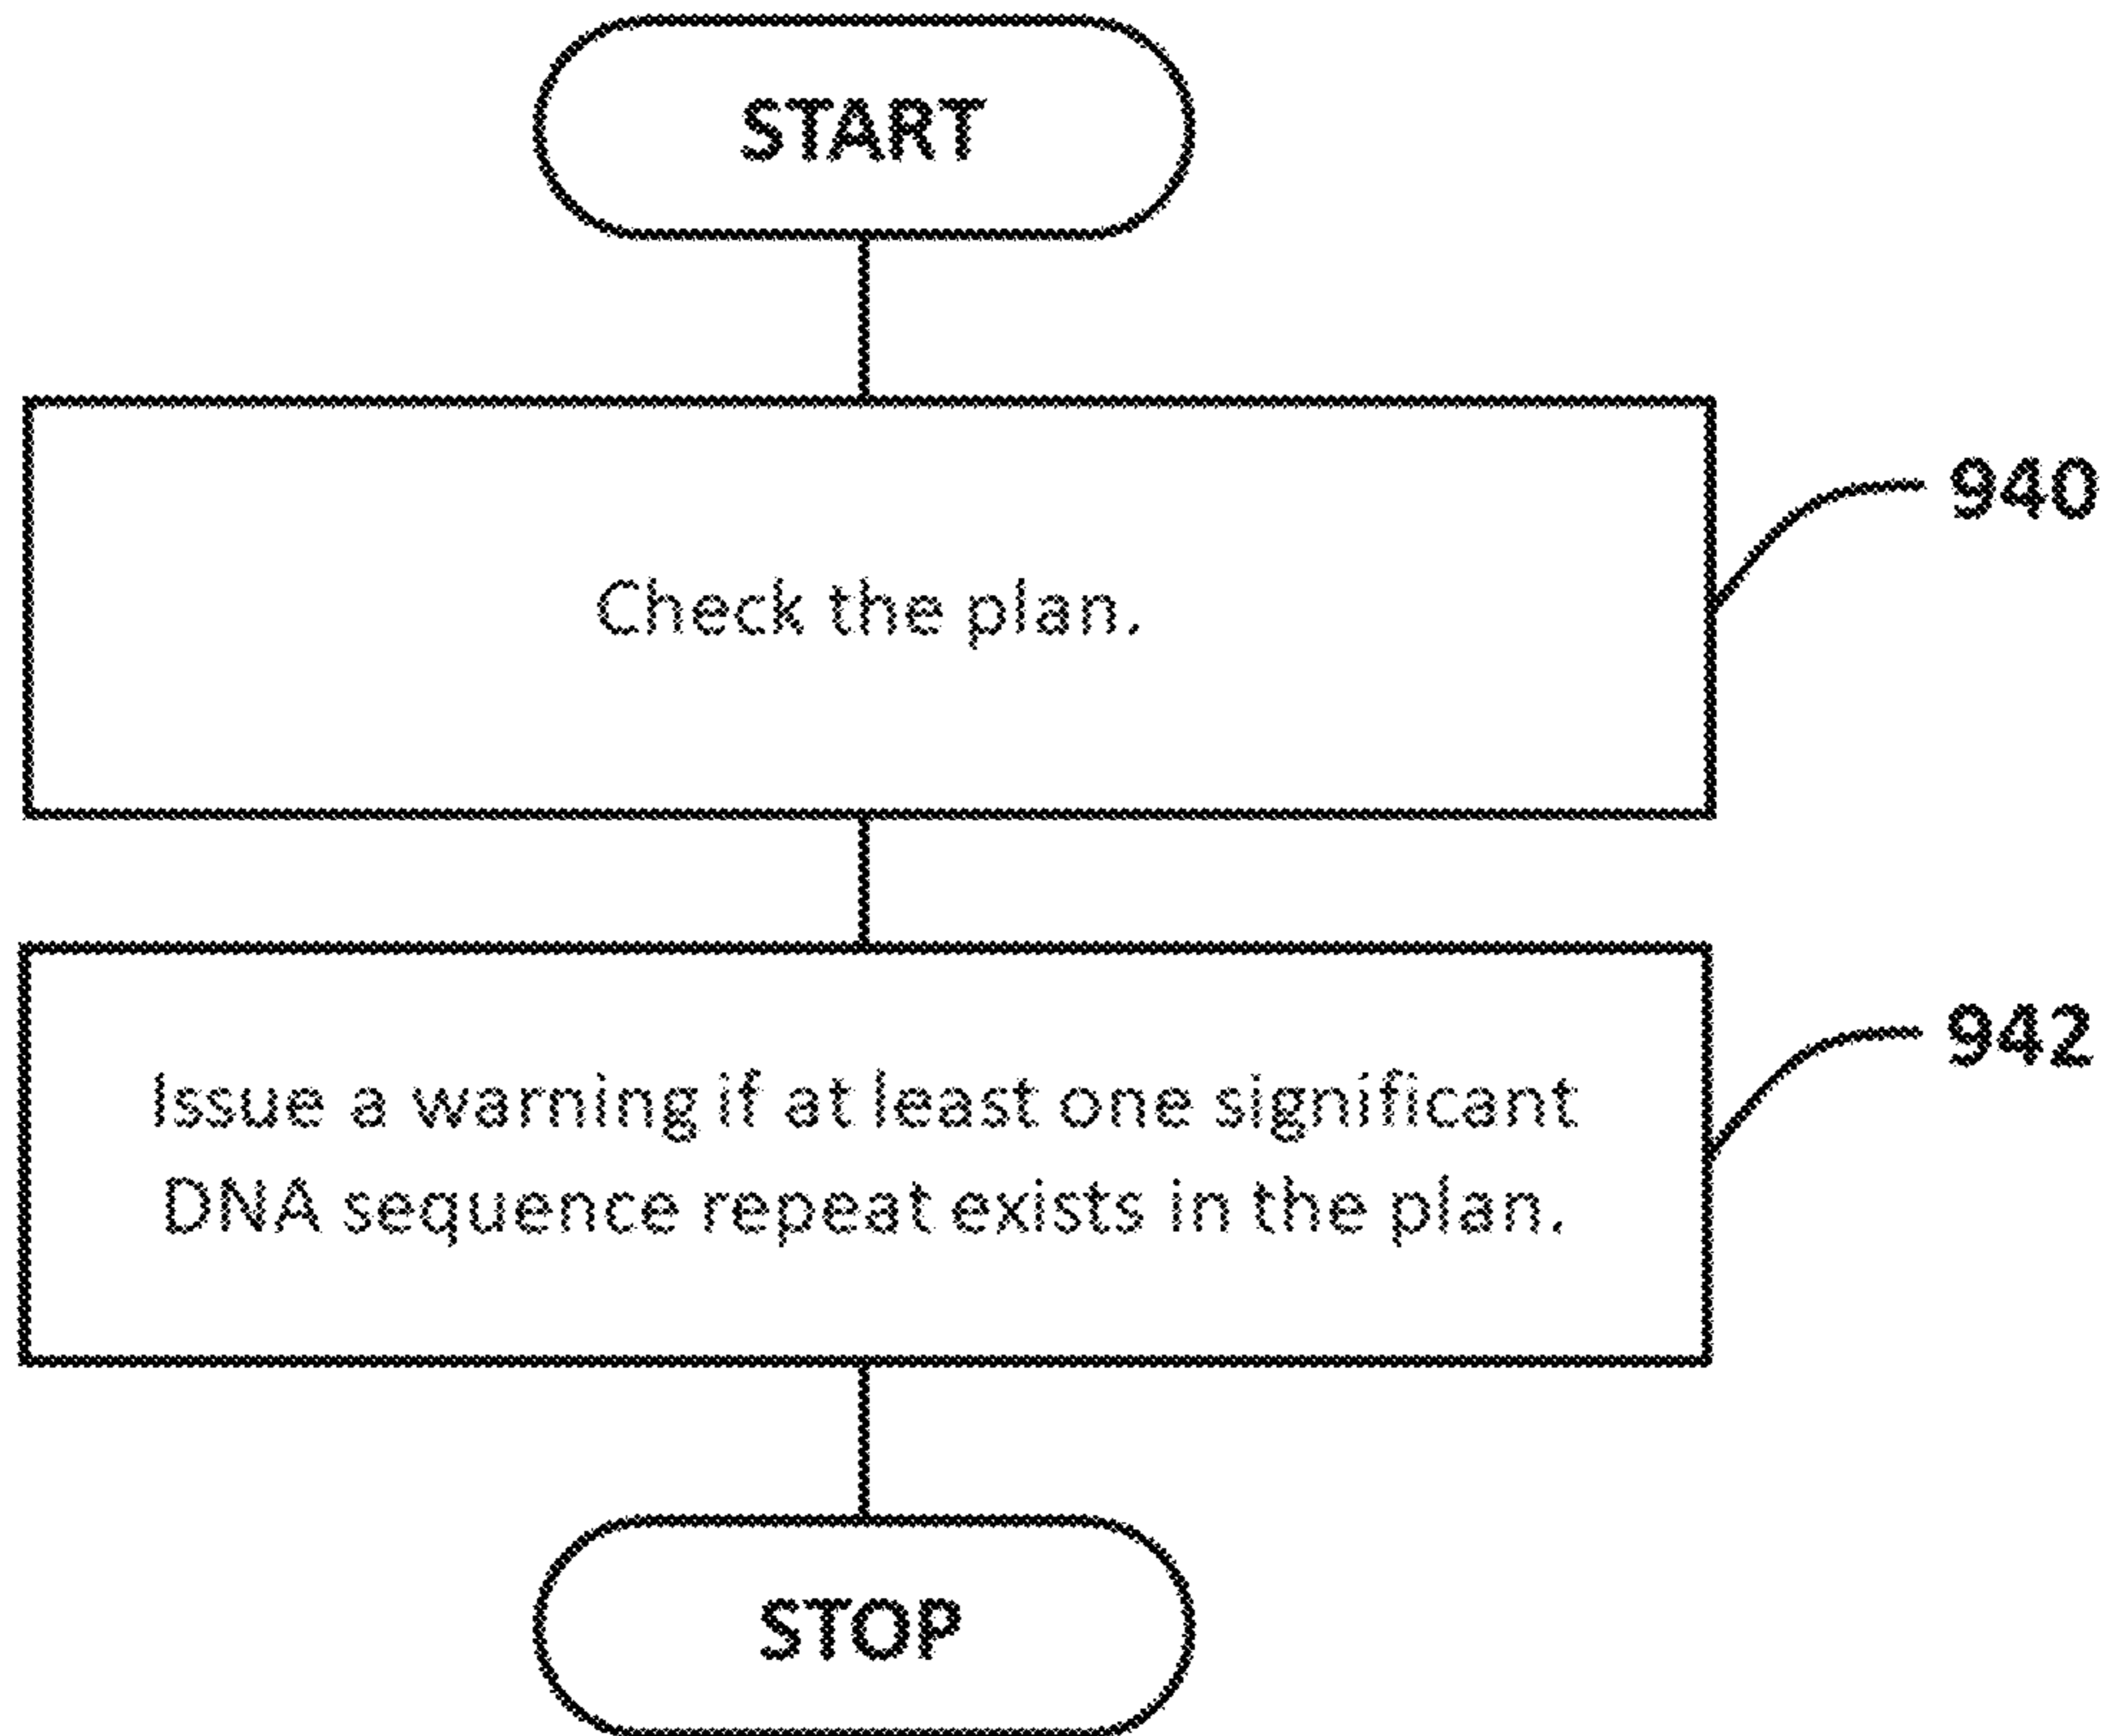 START
Check the plan.
940
Issue a warning if at least one significant
DNA sequence repeat exists in the plan.
942
STOP